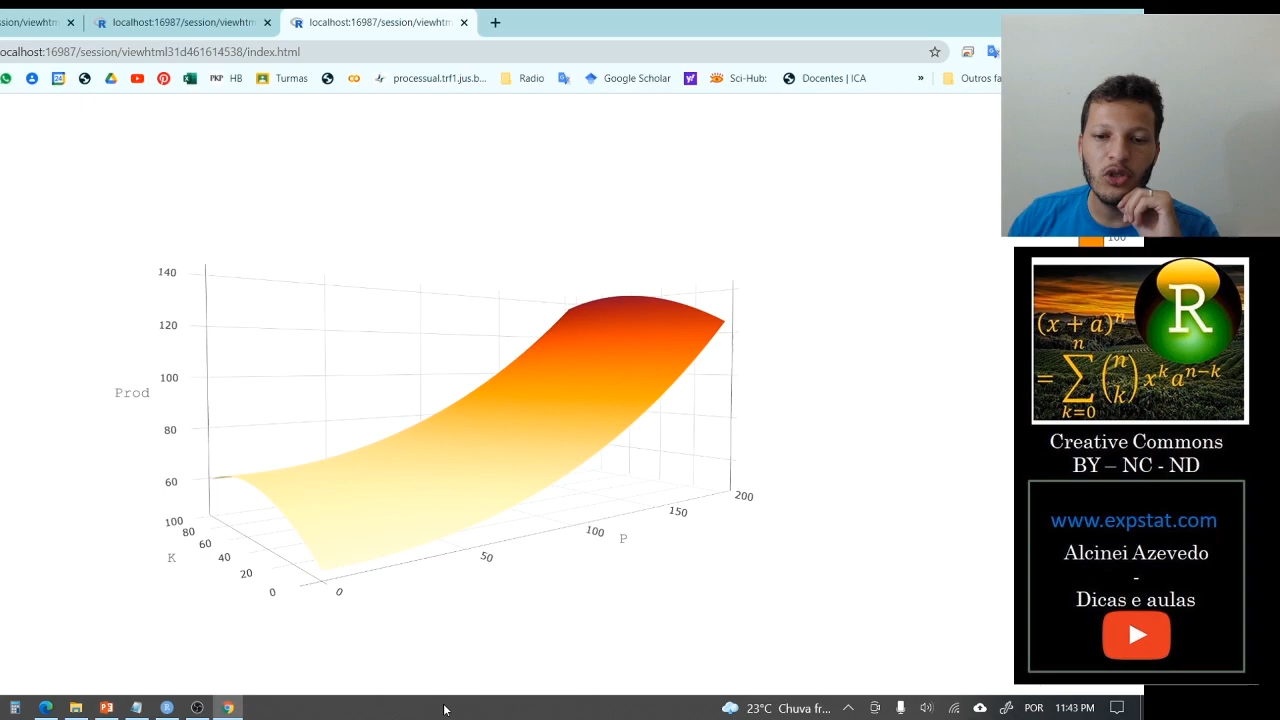 ssion/viewhtm
localhost:16987/session/viewhtm
localhost:16987/session/viewhtm
ocalhost:16987/session/viewhtml31d461614538/index.html
PKP HB
Turmas
processual.trf1.jus.b...
Radio
Google Scholar
Sci-Hub:
Docentes | ICA
»
Outros fa
140
120
100
80
60
Prod
100
80
60
40
20
0
K
0
50
100
150
200
P
(x + a)^n
= ∑_{k=0}^{n} (n k) x^k a^{n−k}
R
Creative Commons
BY – NC - ND
www.expstat.com
Alcinei Azevedo
-
Dicas e aulas
23°C Chuva fr...
POR
11:43 PM